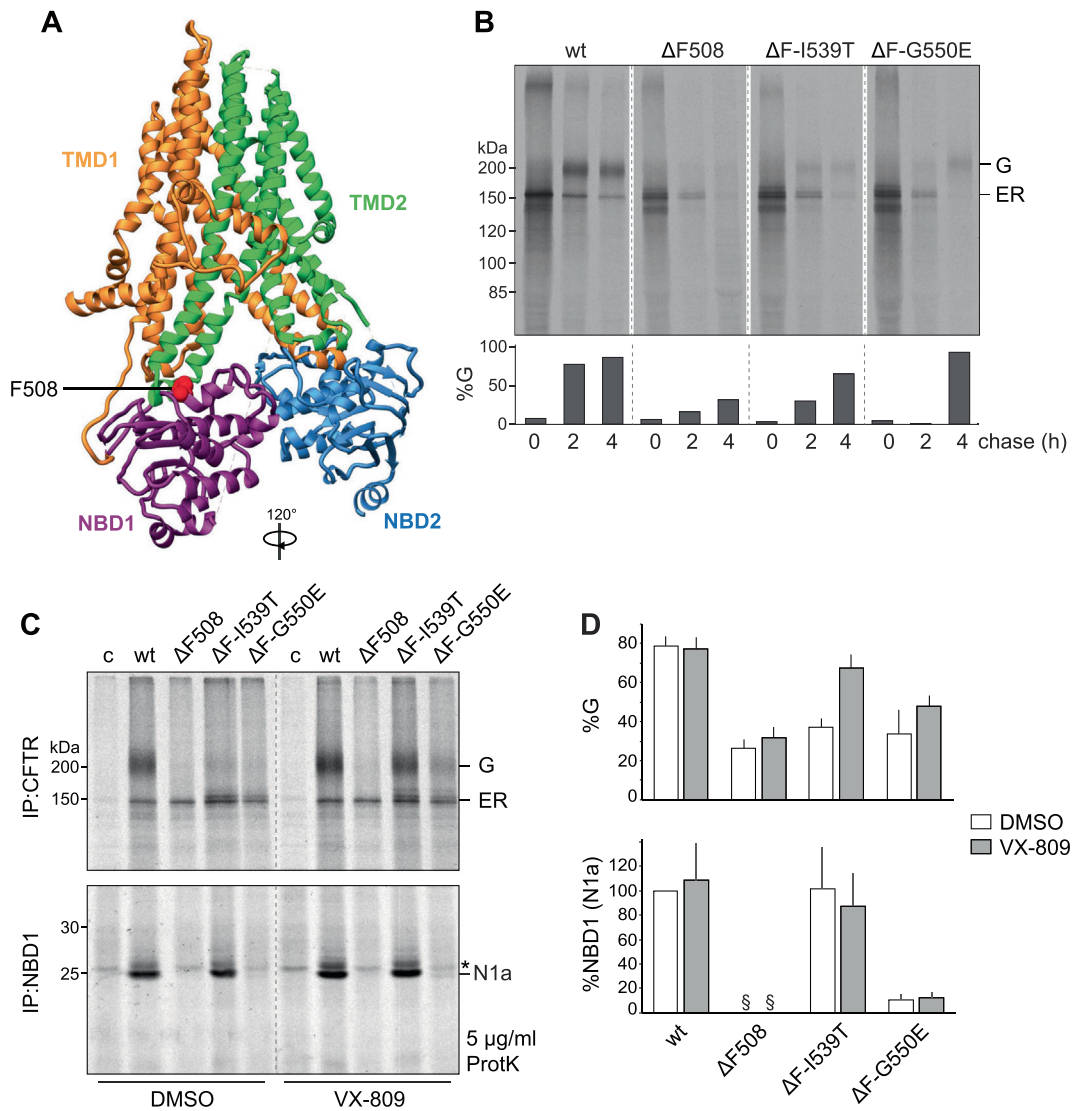 A
TMD1
TMD2
F508
NBD1
NBD2
120°
B
wt ΔF508 ΔF-I539T ΔF-G550E
kDa
200
150
120
100
85
G
ER
%G
100
50
0
0 2 4 0 2 4 0 2 4 0 2 4 chase (h)
C
c wt ΔF508 ΔF-I539T ΔF-G550E c wt ΔF508 ΔF-I539T ΔF-G550E
IP:CFTR
kDa
200
150
G
ER
IP:NBD1
30
25
*
N1a
5 µg/ml
ProtK
DMSO VX-809
D
%G
80
60
40
20
0
DMSO
VX-809
%NBD1 (N1a)
120
100
80
60
40
20
0
§ §
wt ΔF508 ΔF-I539T ΔF-G550E